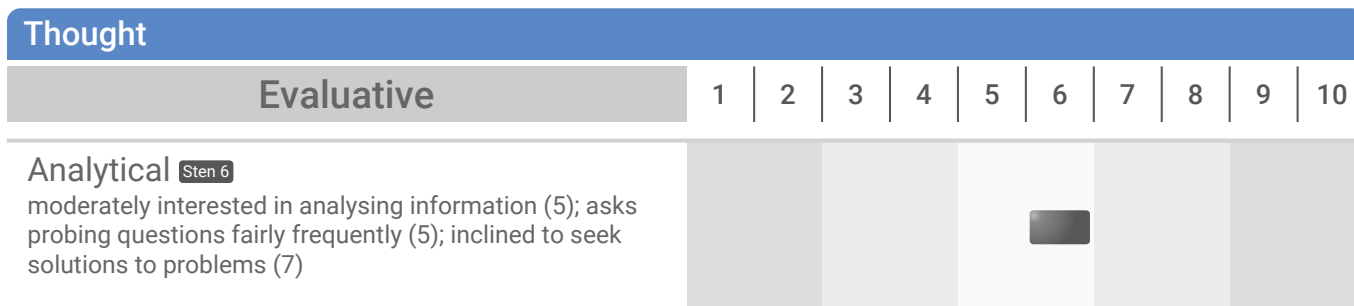 Thought
Evaluative 1 2 3 4 5 6 7 8 9 10
Analytical Sten 6
moderately interested in analysing information (5); asks
probing questions fairly frequently (5); inclined to seek
solutions to problems (7)